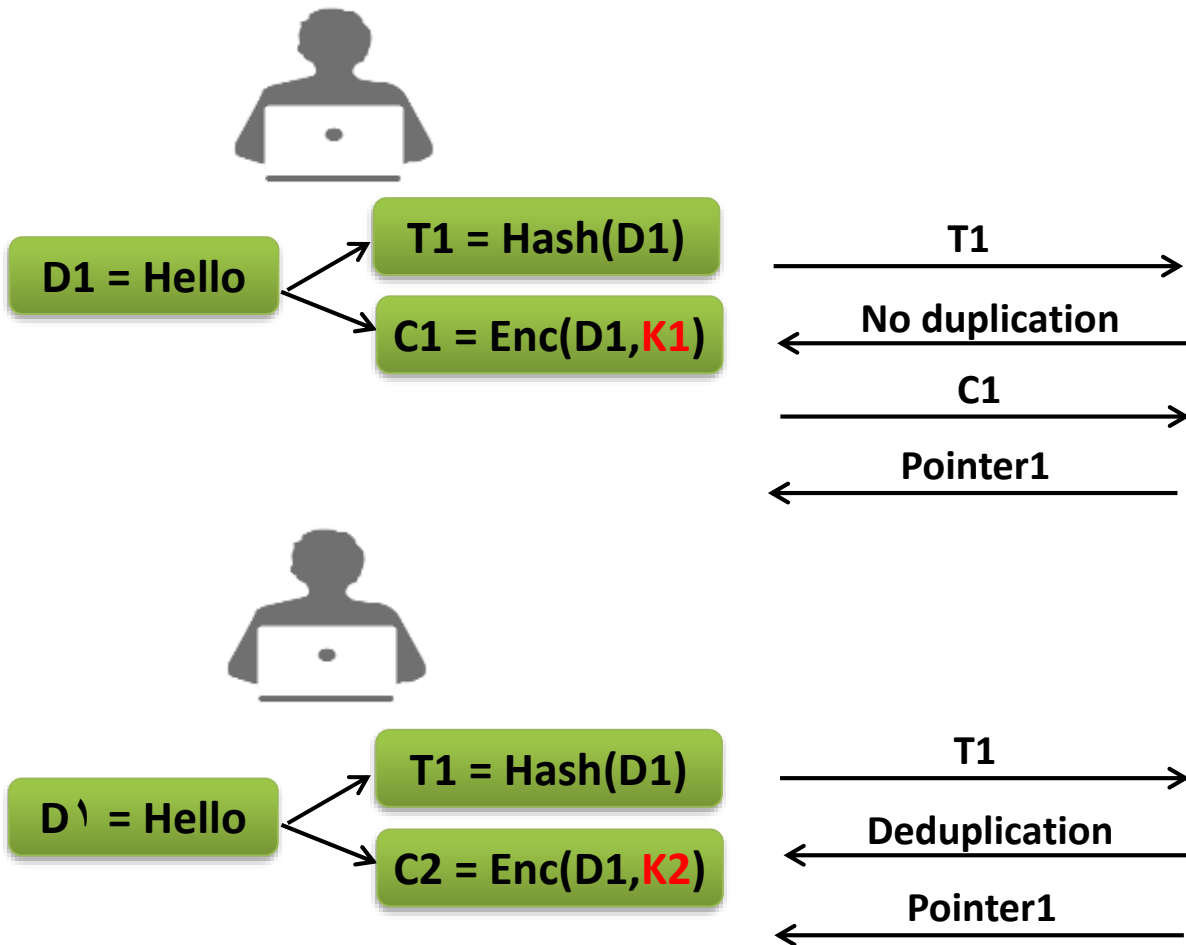 T1 = Hash(D1)
D1 = Hello
C1 = Enc(D1,K1)
T1
No duplication
C1
Pointer1
T1 = Hash(D1)
D١ = Hello
C2 = Enc(D1,K2)
T1
Deduplication
Pointer1